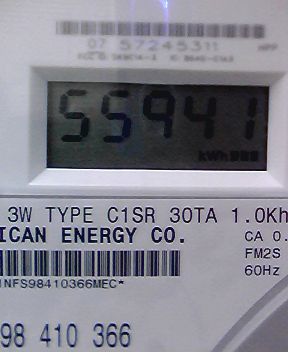 07 57245311
55941
kWh
3W TYPE C1SR 30TA 1.0Kh
ICAN ENERGY CO. CA 0.
FM2S
60Hz
NFS98410366MEC*
98 410 366